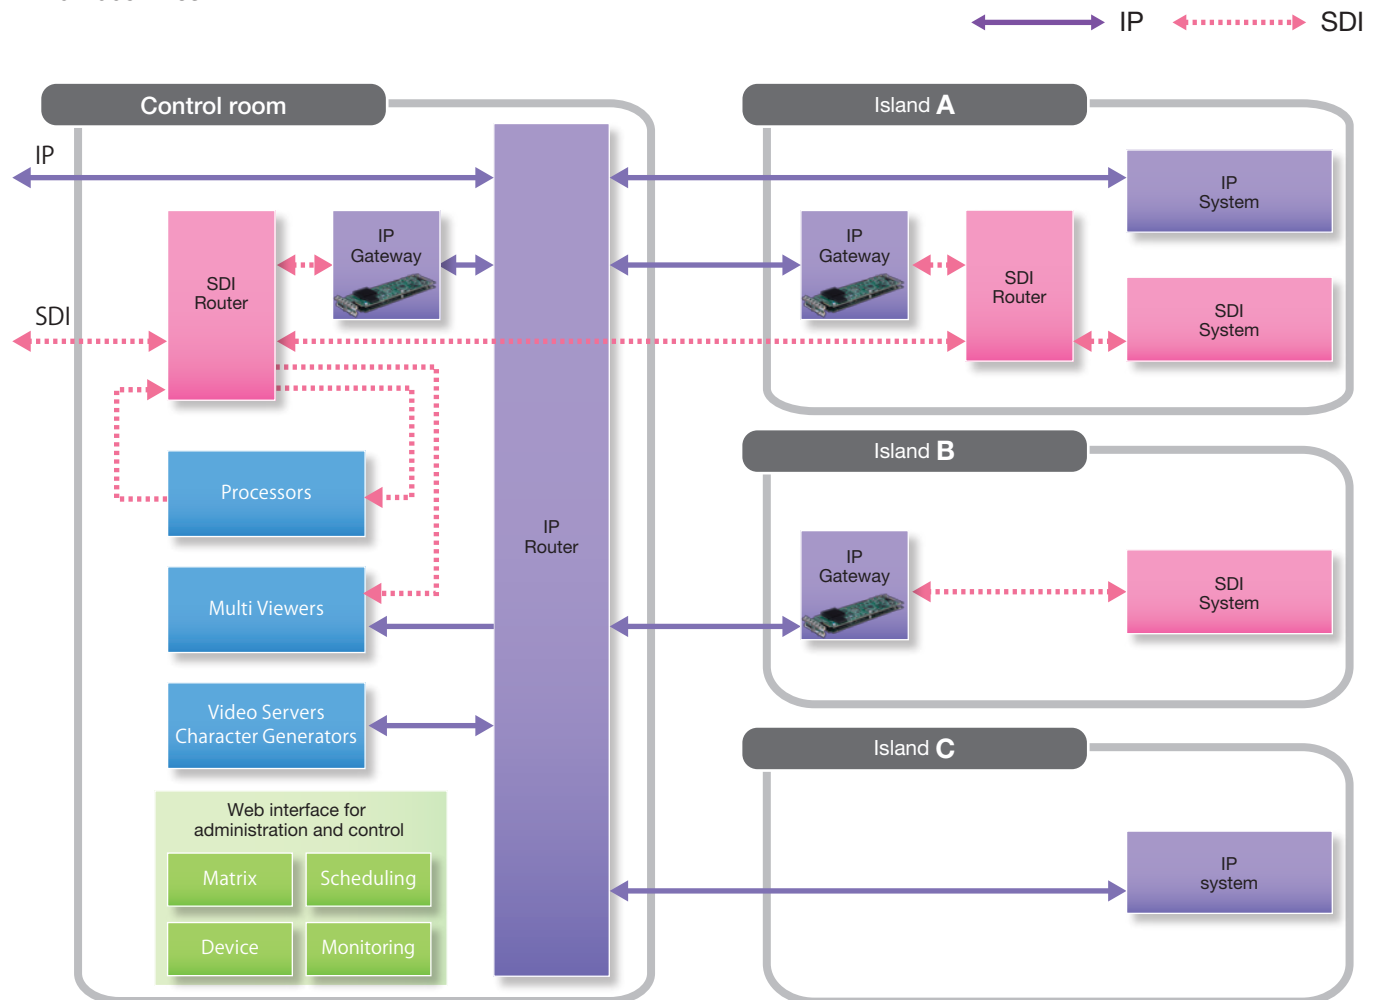 IP
SDI
Control room
IP
SDI
SDI
Router
IP
Gateway
Processors
Multi Viewers
Video Servers
Character Generators
Web interface for
administration and control
Matrix
Scheduling
Device
Monitoring
IP
Router
Island A
IP
System
IP
Gateway
SDI
Router
SDI
System
Island B
IP
Gateway
SDI
System
Island C
IP
system